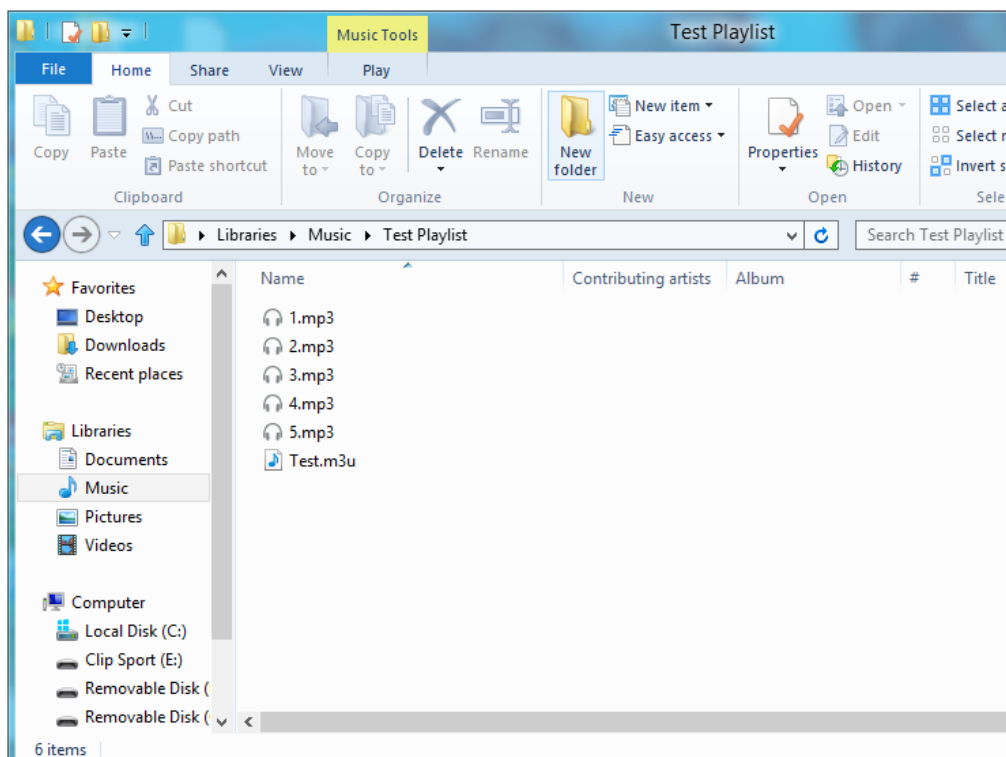 Music Tools
Test Playlist
File Home Share View Play
Copy
Paste
Cut
Copy path
Paste shortcut
Clipboard
Move to
Copy to
Delete
Rename
Organize
New folder
New item
Easy access
New
Properties
Open
Edit
History
Open
Select a
Select n
Invert s
Sele
Libraries Music Test Playlist
Search Test Playlist
Name Contributing artists Album # Title
Favorites
Desktop
Downloads
Recent places
Libraries
Documents
Music
Pictures
Videos
Computer
Local Disk (C:)
Clip Sport (E:)
Removable Disk (
Removable Disk (
1.mp3
2.mp3
3.mp3
4.mp3
5.mp3
Test.m3u
6 items